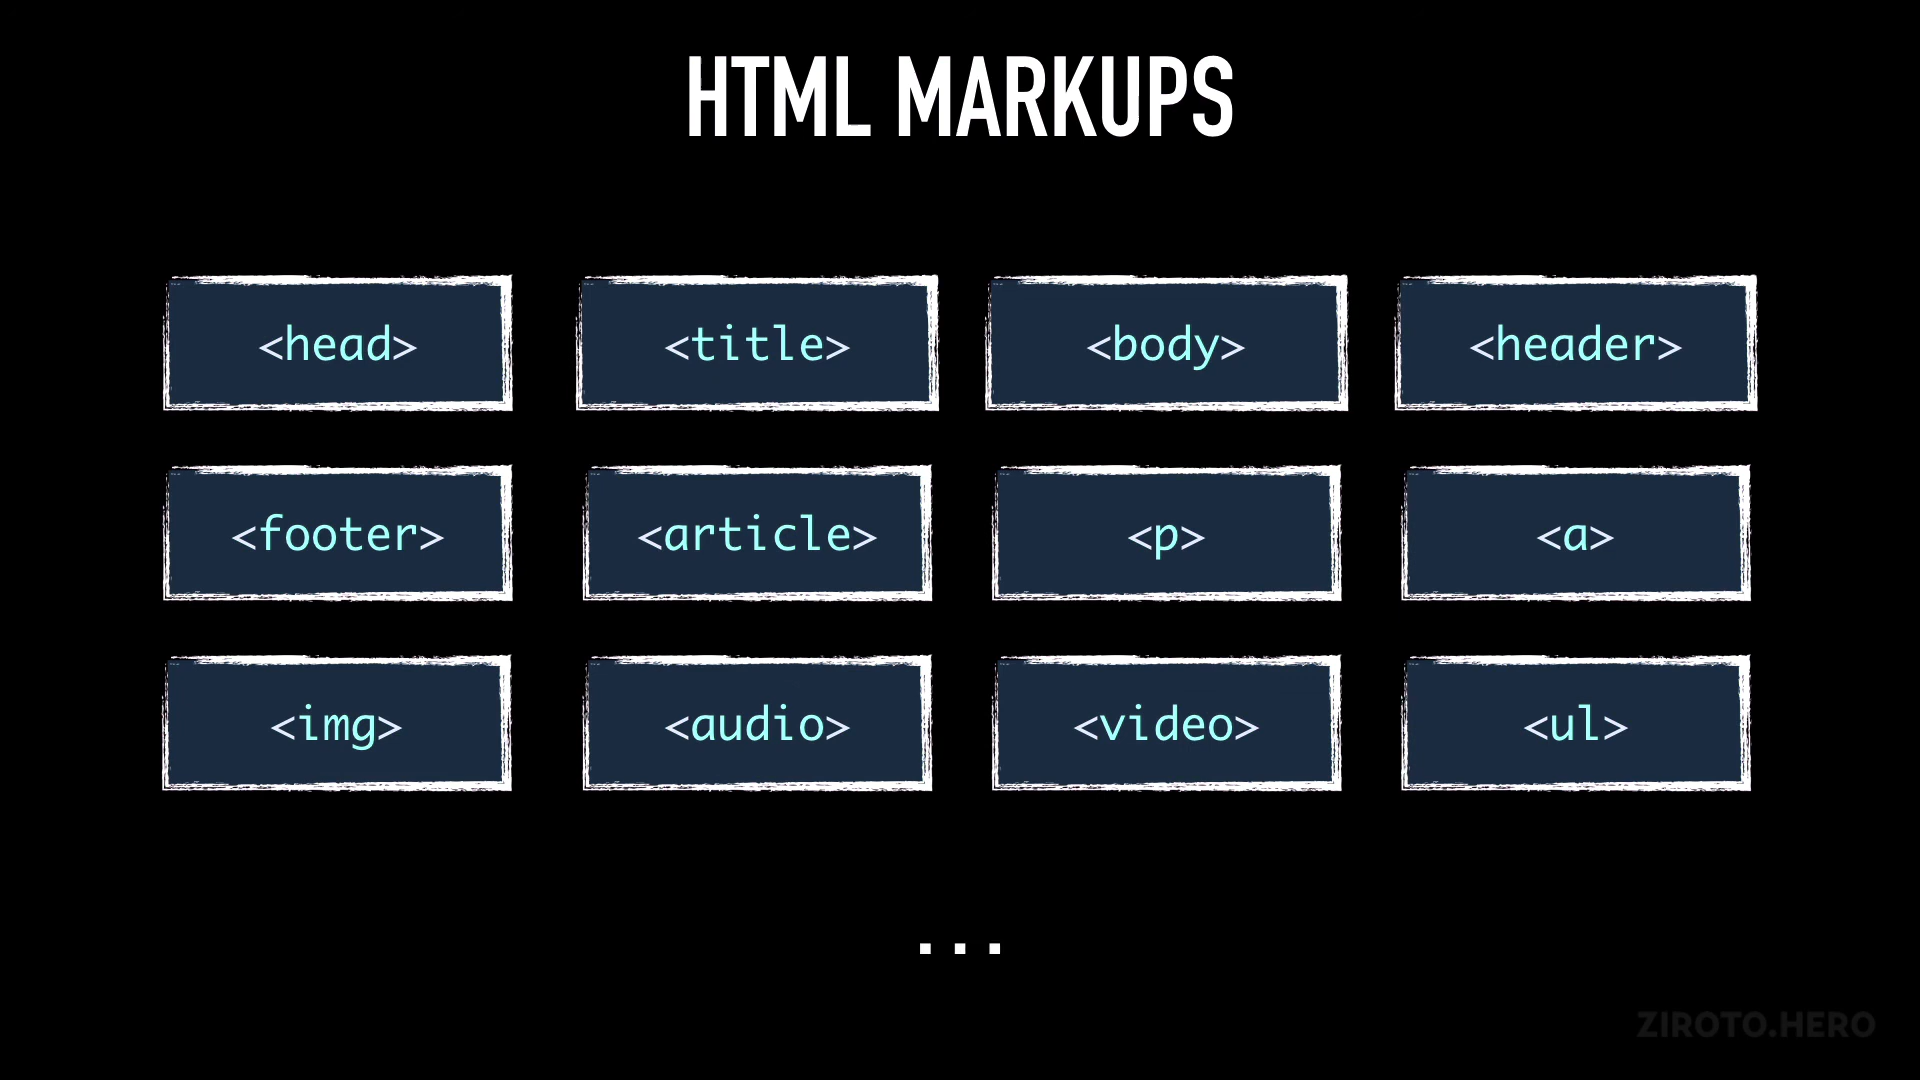 HTML MARKUPS
<head> <title> <body> <header>
<footer> <article> <p> <a>
<img> <audio> <video> <ul>
...
ZIROTO.HERO